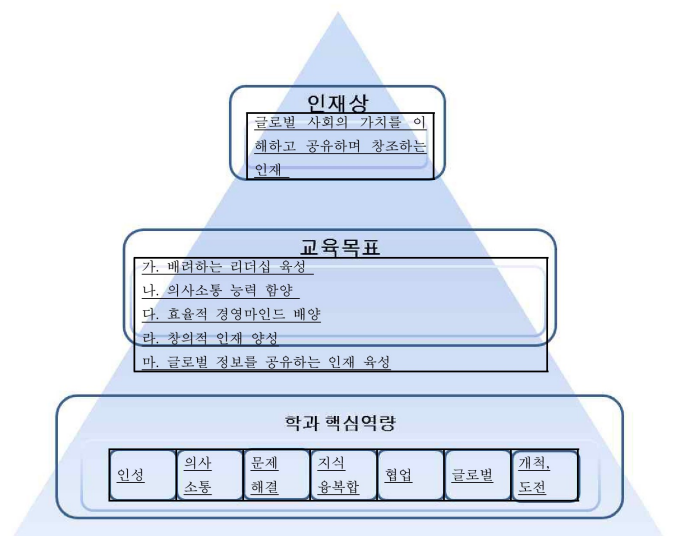 인재상
글로벌 사회의 가치를 이
해하고 공유하며 창조하는
인재
교육목표
가. 배려하는 리더십 육성
나. 의사소통 능력 함양
다. 효율적 경영마인드 배양
라. 창의적 인재 양성
마. 글로벌 정보를 공유하는 인재 육성
학과 핵심역량
인성
의사
소통
문제
해결
지식
융복합
협업
글로벌
개척,
도전